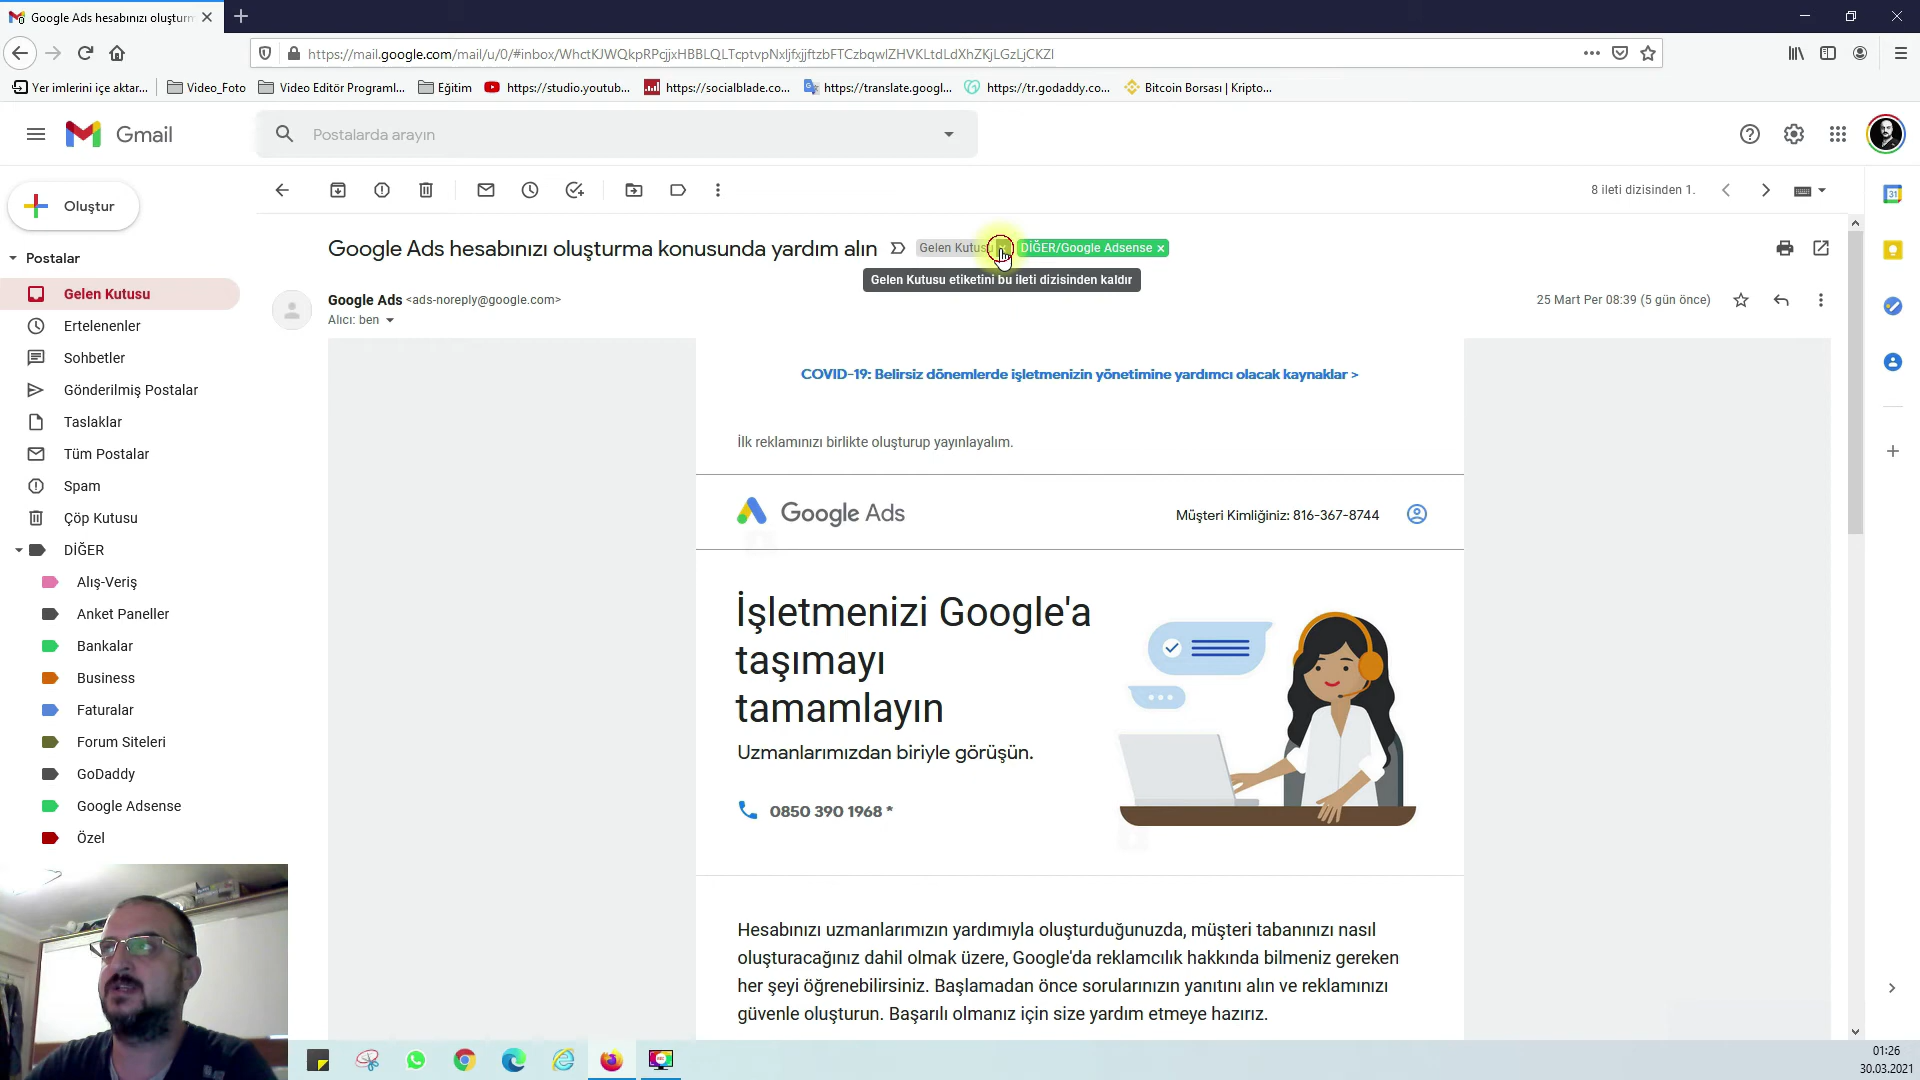 Google Ads hesabınızı oluşturm
https://mail.google.com/mail/u/0/#inbox/WhctKJWQkpRPcjjxHBBLQLTcptvpNxljfxjjftzbFTCzbqwlZHVKLtdLdXhZKjLGzLjCKZl
Yer imlerini içe aktar...
Video_Foto
Video Editör Programl...
Eğitim
https://studio.youtub...
https://socialblade.co...
https://translate.googl...
https://tr.godaddy.co...
Bitcoin Borsası | Kripto...
Gmail
Postalarda arayın
Oluştur
8 ileti dizisinden 1.
Google Ads hesabınızı oluşturma konusunda yardım alın
Gelen Kutusu
DİĞER/Google Adsense ×
Gelen Kutusu etiketini bu ileti dizisinden kaldır
Google Ads <ads-noreply@google.com>
25 Mart Per 08:39 (5 gün önce)
Alıcı: ben
Postalar
Gelen Kutusu
Ertelenenler
Sohbetler
Gönderilmiş Postalar
Taslaklar
Tüm Postalar
Spam
Çöp Kutusu
DİĞER
Alış-Veriş
Anket Paneller
Bankalar
Business
Faturalar
Forum Siteleri
GoDaddy
Google Adsense
Özel
COVID-19: Belirsiz dönemlerde işletmenizin yönetimine yardımcı olacak kaynaklar >
İlk reklamınızı birlikte oluşturup yayınlayalım.
Google Ads
Müşteri Kimliğiniz: 816-367-8744
İşletmenizi Google'a
taşımayı
tamamlayın
Uzmanlarımızdan biriyle görüşün.
0850 390 1968 *
Hesabınızı uzmanlarımızın yardımıyla oluşturduğunuzda, müşteri tabanınızı nasıl
oluşturacağınız dahil olmak üzere, Google'da reklamcılık hakkında bilmeniz gereken
her şeyi öğrenebilirsiniz. Başlamadan önce sorularınızın yanıtını alın ve reklamınızı
güvenle oluşturun. Başarılı olmanız için size yardım etmeye hazırız.
31
01:26
30.03.2021